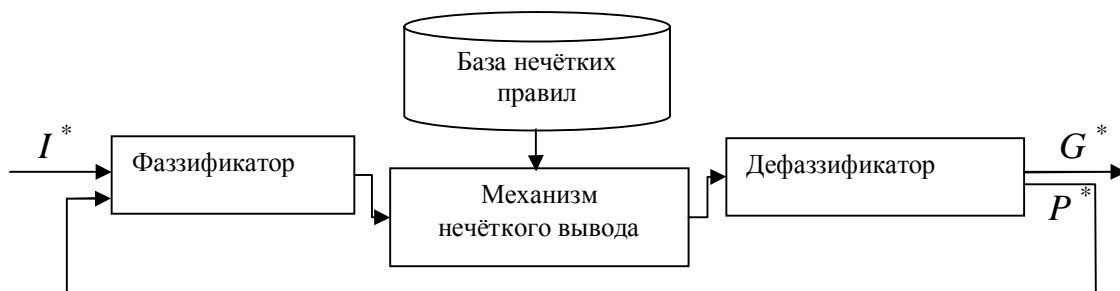 База нечётких
правил
I*
Фаззификатор
Механизм
нечёткого вывода
Дефаззификатор
G*
P*